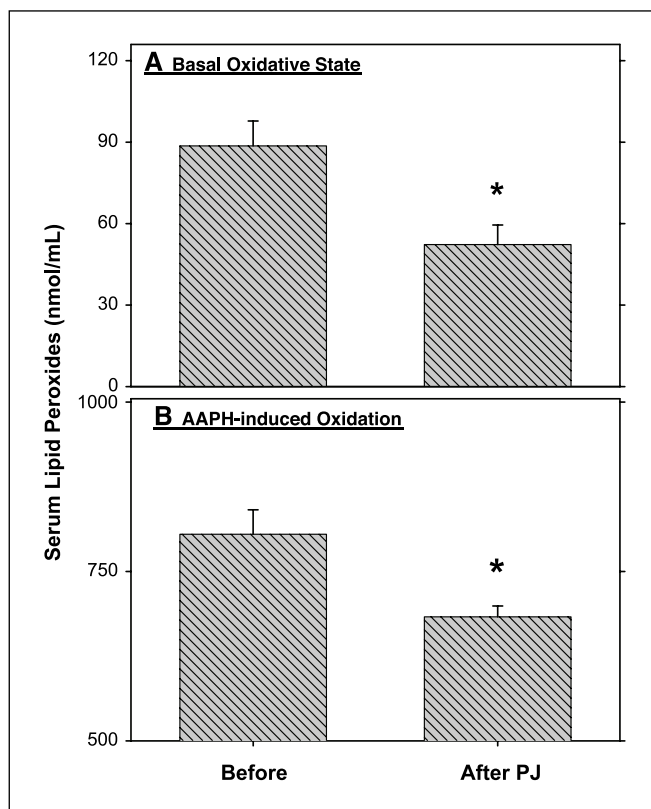 A Basal Oxidative State
120
90
60
30
0
*
B AAPH-induced Oxidation
1000
750
500
*
Serum Lipid Peroxides (nmol/mL)
Before After PJ